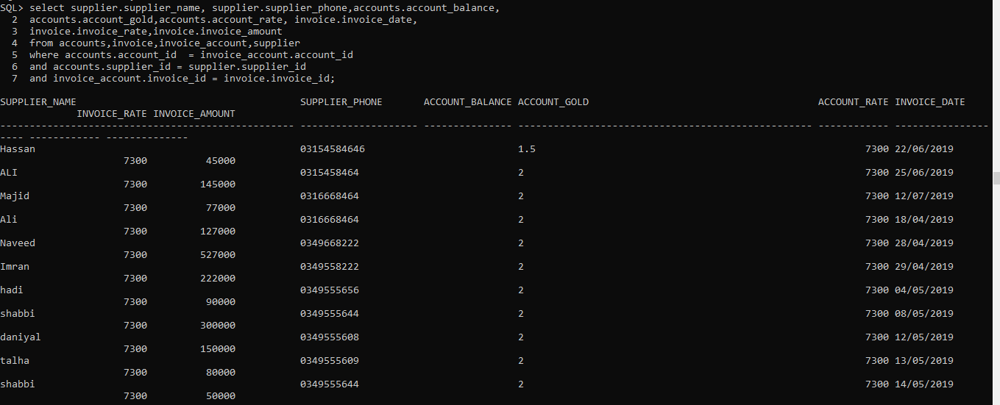 SQL> select supplier.supplier_name, supplier.supplier_phone,accounts.account_balance,
2 accounts.account_gold,accounts.account_rate, invoice.invoice_date,
3 invoice.invoice_rate,invoice.invoice_amount
4 from accounts,invoice,invoice_account,supplier
5 where accounts.account_id  = invoice_account.account_id
6 and accounts.supplier_id = supplier.supplier_id
7 and invoice_account.invoice_id = invoice.invoice_id;
SUPPLIER_NAME SUPPLIER_PHONE ACCOUNT_BALANCE ACCOUNT_GOLD ACCOUNT_RATE INVOICE_DATE
INVOICE_RATE INVOICE_AMOUNT
-------------------------------------------------- -------------------- --------------- -------------------------------------------------- ------------ ----------------
---- ------------ --------------
Hassan 03154584646 1.5 7300 22/06/2019
7300 45000
ALI 0315458464 2 7300 25/06/2019
7300 145000
Majid 0316668464 2 7300 12/07/2019
7300 77000
Ali 0316668464 2 7300 18/04/2019
7300 127000
Naveed 0349668222 2 7300 28/04/2019
7300 527000
Imran 0349558222 2 7300 29/04/2019
7300 222000
hadi 0349555656 2 7300 04/05/2019
7300 90000
shabbi 0349555644 2 7300 08/05/2019
7300 300000
daniyal 0349555608 2 7300 12/05/2019
7300 150000
talha 0349555609 2 7300 13/05/2019
7300 80000
shabbi 0349555644 2 7300 14/05/2019
7300 50000